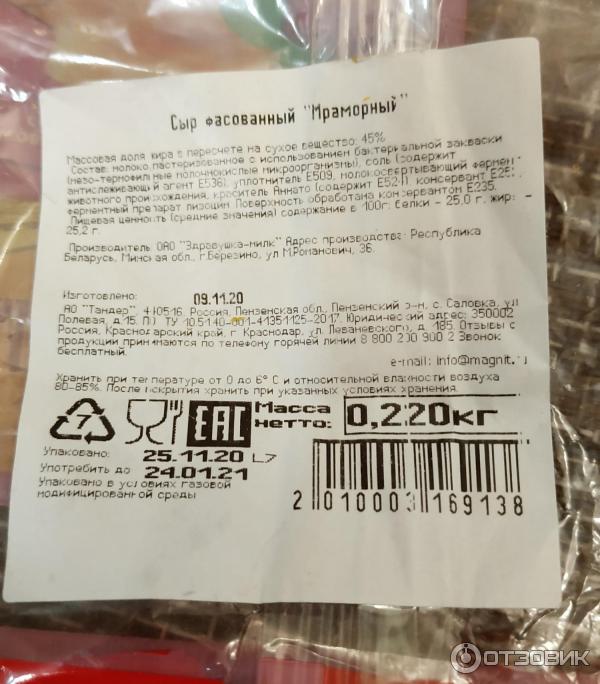 Сыр фасованный "Мраморный"
Массовая доля жира в пересчете на сухое вещество: 45%
Состав: молоко пастеризованное с использованием бактериальной закваски
(мезо-термофильные молочнокислые микроорганизмы), соль (содержит
антислеживающий агент Е536), уплотнитель Е509, молокосвертывающий фермент
животного происхождения, краситель Аннато (содержит консервант
ферментный препарат лизоцим. Поверхность обработана консервантом Е235.
Пищевая ценность (средние значения) содержание в 100г: белки - 25,0 г, жир: -
25,2 г.
Производитель: ОАО "Здравушка-милк" Адрес производства: Республика
Беларусь, Минская обл., г.Березино, ул М.Романович, 36.
Изготовлено: 09.11.20
АО "Тандер", 440516, Россия, Пензенская обл., Пензенский р-н, с. Саловка, ул
Полевая, д.15, ПП ТУ 10.5140-001-41351125-2017. Юридический адрес: 350002
Россия, Краснодарский край, г. Краснодар, ул. Леваневского, д. 185. Отзывы с
продукции принимаются по телефону горячей линии 8 800 200 900 2 Звонок
бесплатный.
e-mail: info@magnit.ru
Хранить при температуре от 0 до 6° С и относительной влажности воздуха
80-85%. После вскрытия хранить при указанных условиях хранения.
7
EAC
Масса
нетто: 0,220кг
Упаковано: 25.11.20
Употребить до 24.01.21
Упаковано в условиях газовой
модифицированной среды
2 010003 169138
ОТЗОВИК